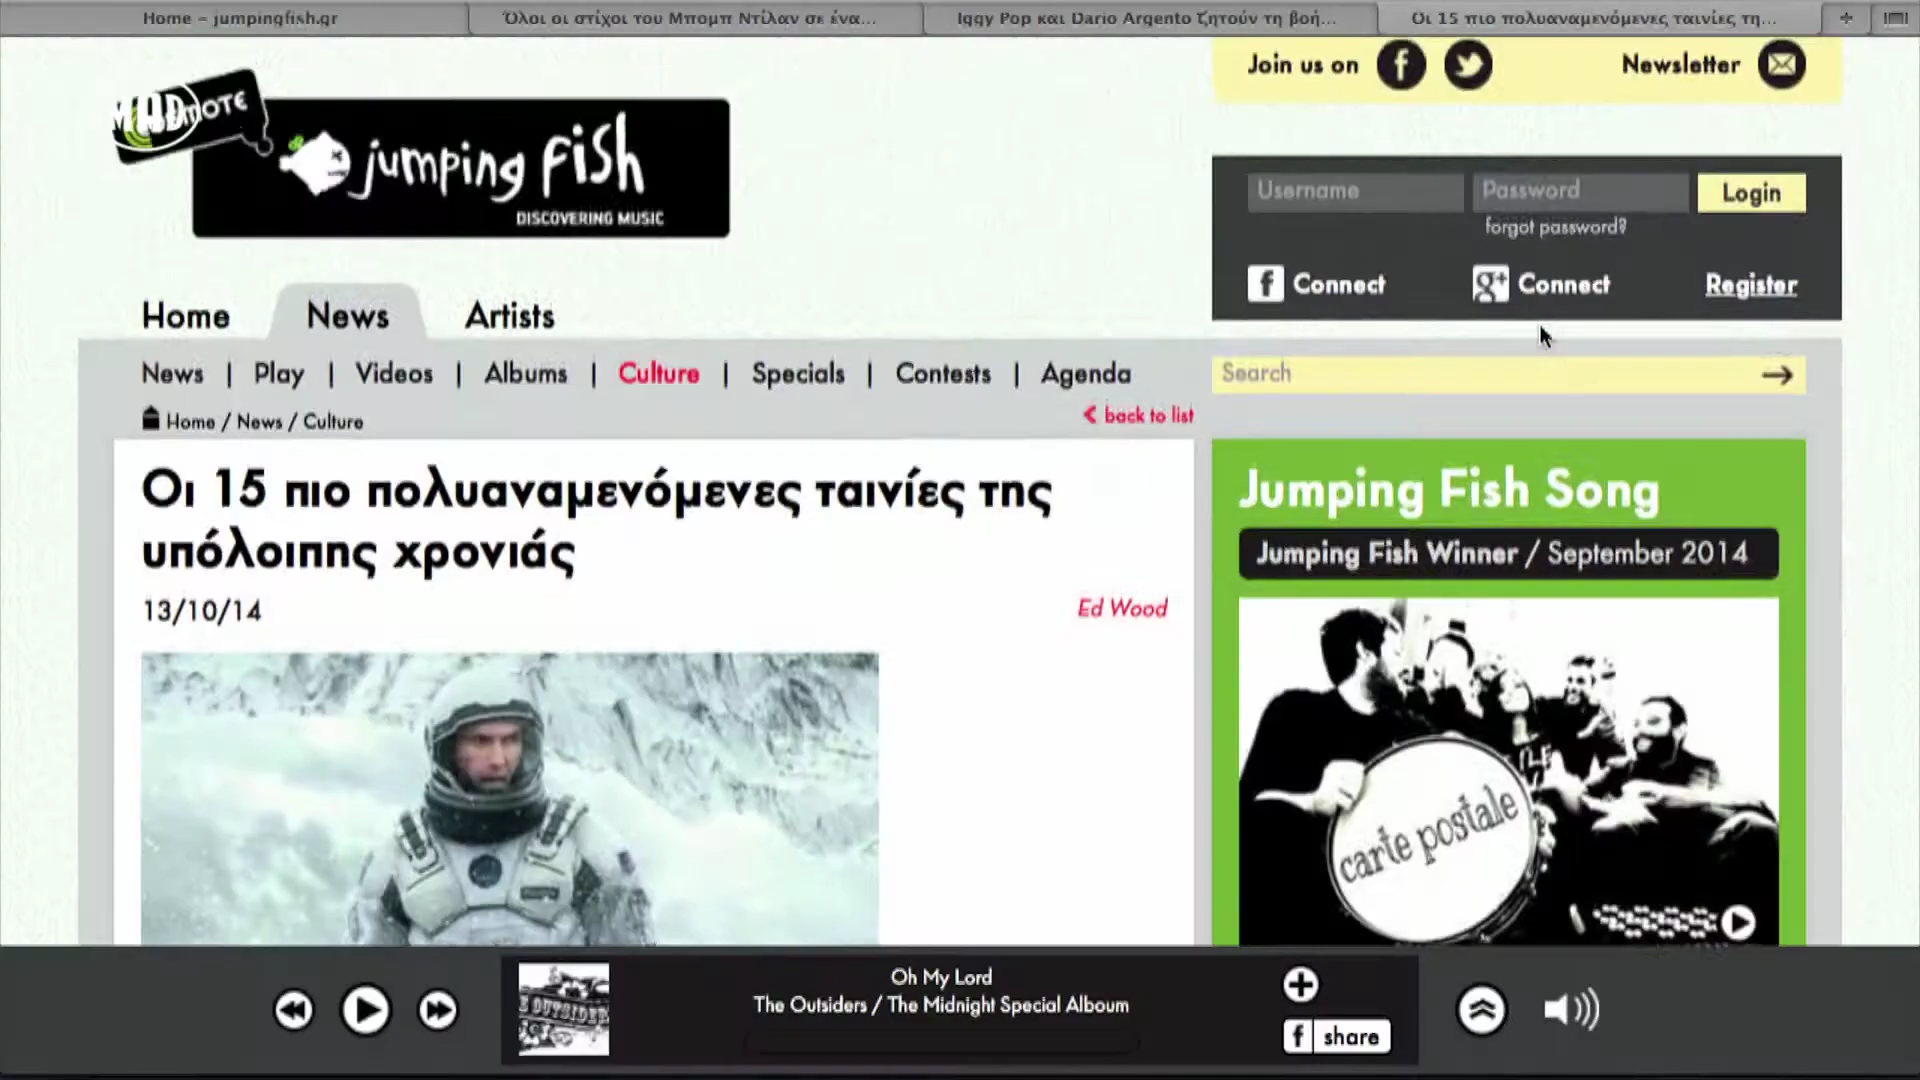 Home – jumpingfish.gr
Όλοι οι στίχοι του Μπομπ Ντίλαν σε ένα...
Iggy Pop και Dario Argento ζητούν τη βοή...
Οι 15 πιο πολυαναμενόμενες ταινίες τη...
Join us on
Newsletter
MAD
jumping fish
DISCOVERING MUSIC
Username
Password
Login
forgot password?
Connect
Connect
Register
Home
News
Artists
News | Play | Videos | Albums | Culture | Specials | Contests | Agenda
Search
Home / News / Culture
back to list
Οι 15 πιο πολυαναμενόμενες ταινίες της
υπόλοιπης χρονιάς
13/10/14
Ed Wood
Jumping Fish Song
Jumping Fish Winner / September 2014
carte postale
Oh My Lord
The Outsiders / The Midnight Special Alboum
share